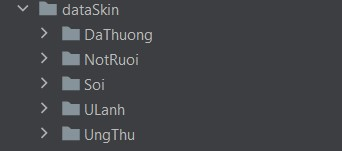 dataSkin
DaThuong
NotRuoi
Soi
ULanh
UngThu